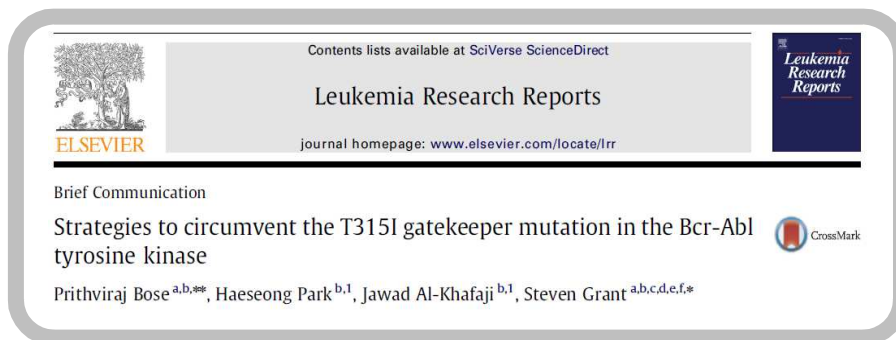 Contents lists available at SciVerse ScienceDirect
Leukemia Research Reports
journal homepage: www.elsevier.com/locate/lrr
ELSEVIER
Leukemia
Research
Reports
Brief Communication
Strategies to circumvent the T315I gatekeeper mutation in the Bcr-Abl
tyrosine kinase
CrossMark
Prithviraj Bose a,b,**, Haeseong Park b,1, Jawad Al-Khafaji b,1, Steven Grant a,b,c,d,e,f,*